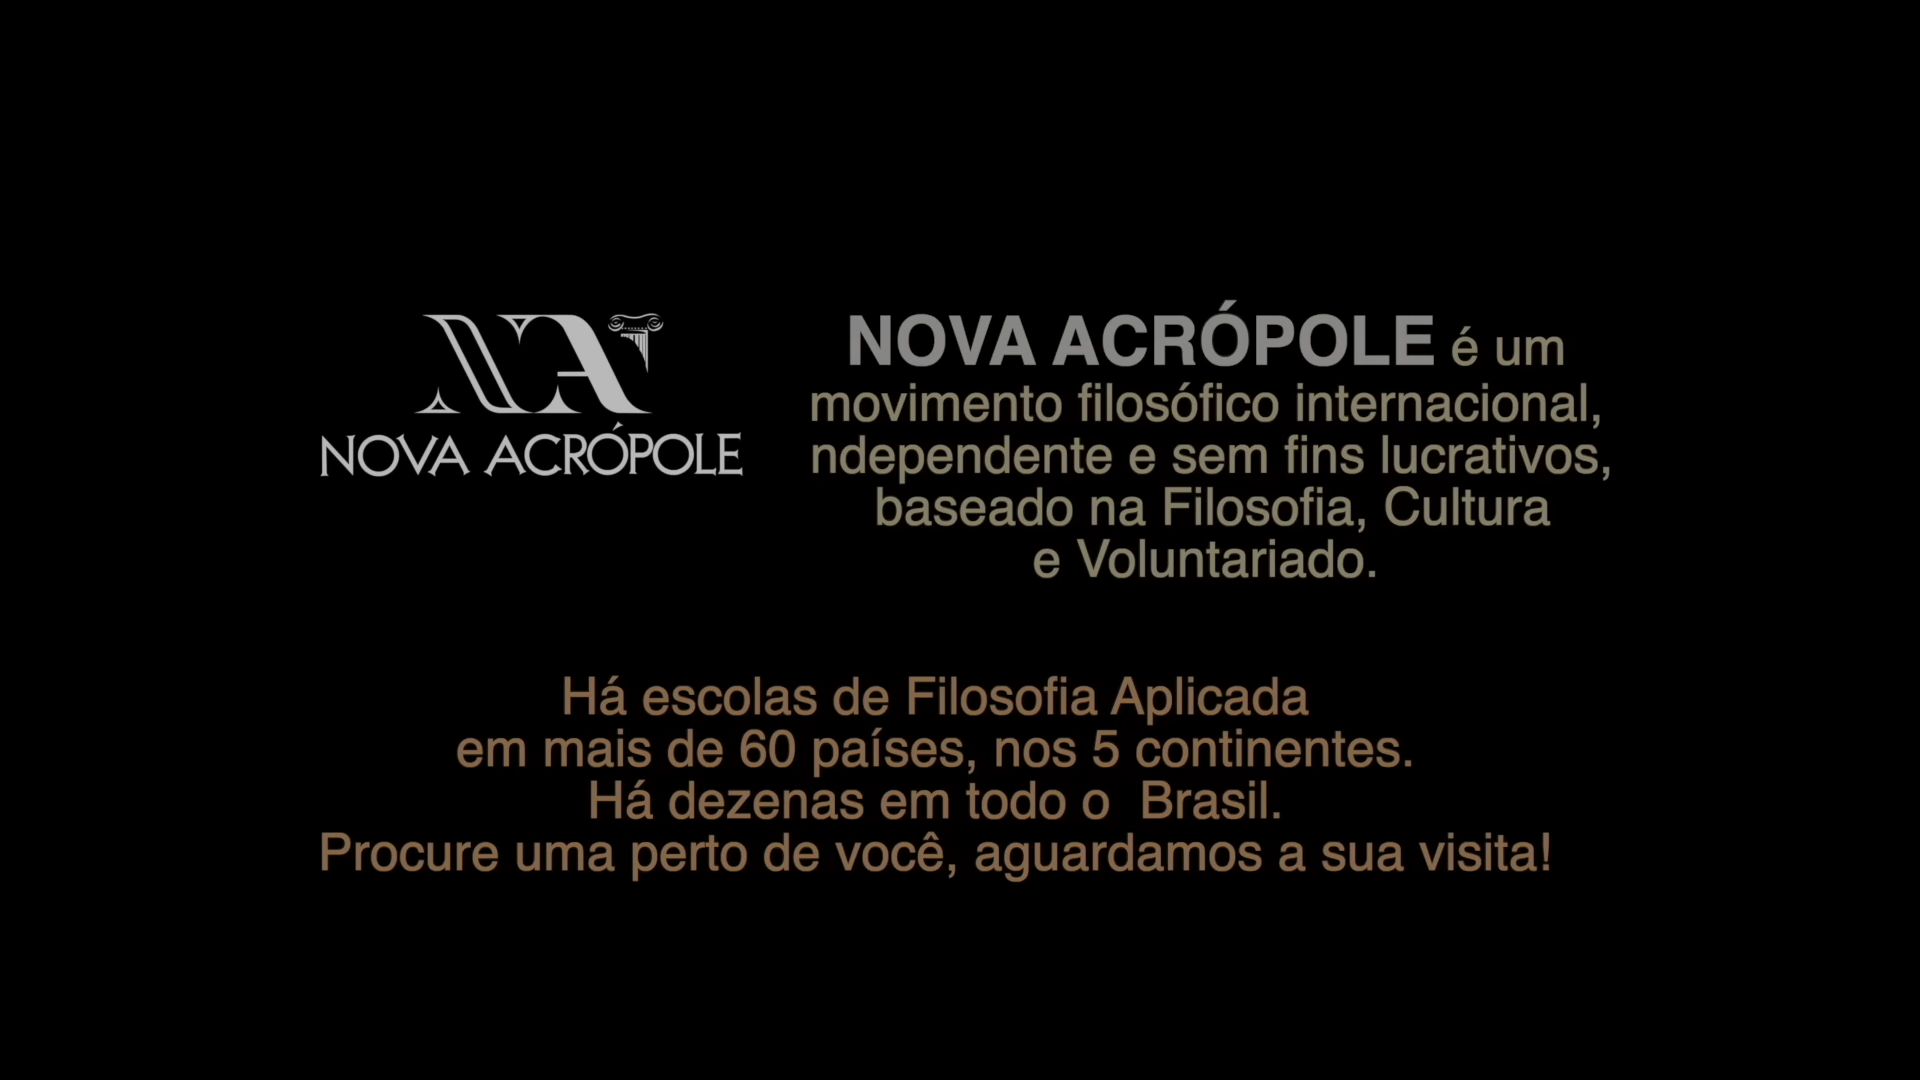 NOVA ACRÓPOLE
NOVA ACRÓPOLE é um
movimento filosófico internacional,
ndependente e sem fins lucrativos,
baseado na Filosofia, Cultura
e Voluntariado.
Há escolas de Filosofia Aplicada
em mais de 60 países, nos 5 continentes.
Há dezenas em todo o  Brasil.
Procure uma perto de você, aguardamos a sua visita!